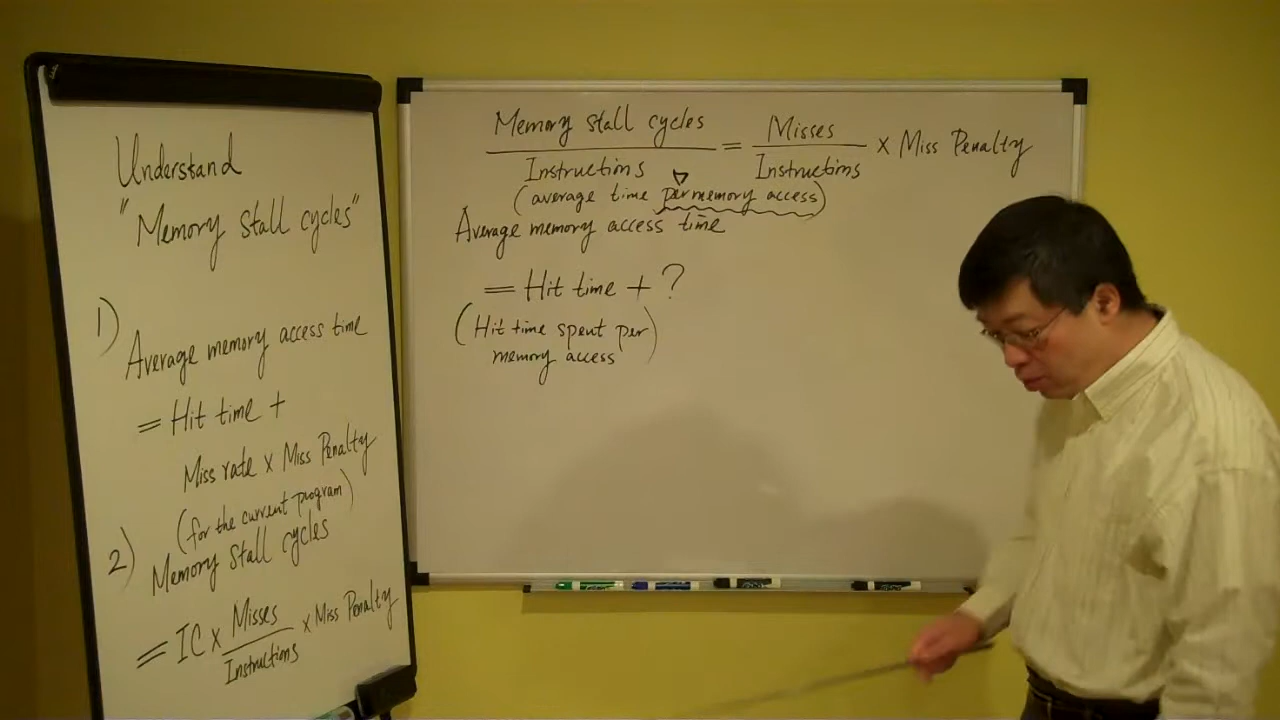 Understand
"Memory Stall cycles"
1) Average memory access time
= Hit time +
Miss rate × Miss Penalty
(for the current program)
2) Memory Stall cycles
= IC × Misses / Instructions × Miss Penalty
Memory stall cycles / Instructions = Misses / Instructions × Miss Penalty
(average time per memory access)
Average memory access time
= Hit time + ?
(Hit time spent per
memory access)